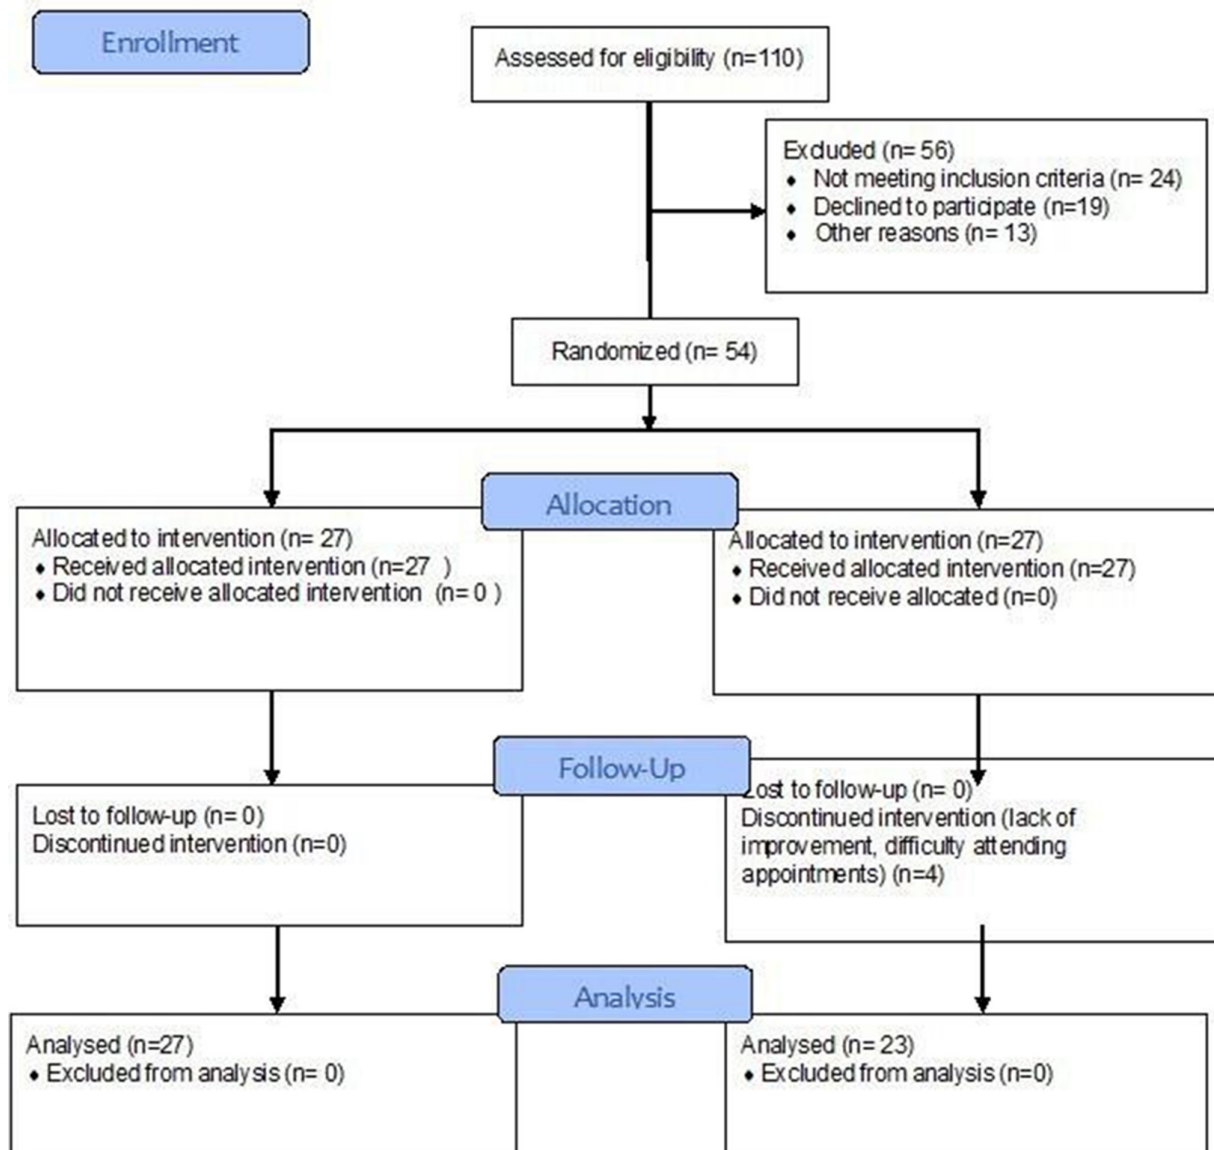 Enrollment
Assessed for eligibility (n=110)
Excluded (n= 56)
♦ Not meeting inclusion criteria (n= 24)
♦ Declined to participate (n=19)
♦ Other reasons (n= 13)
Randomized (n= 54)
Allocation
Allocated to intervention (n= 27)
♦ Received allocated intervention (n=27 )
♦ Did not receive allocated intervention (n= 0 )
Allocated to intervention (n=27)
♦ Received allocated intervention (n=27)
♦ Did not receive allocated (n=0)
Follow-Up
Lost to follow-up (n= 0)
Discontinued intervention (n=0)
Lost to follow-up (n= 0)
Discontinued intervention (lack of
improvement, difficulty attending
appointments) (n=4)
Analysis
Analysed (n=27)
♦ Excluded from analysis (n= 0)
Analysed (n= 23)
♦ Excluded from analysis (n=0)